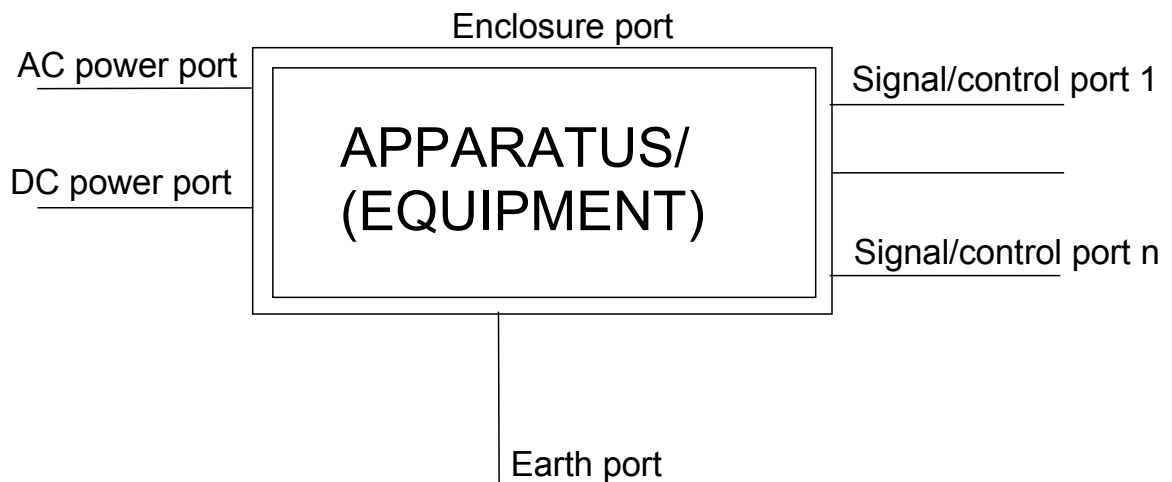 Enclosure port
AC power port
Signal/control port 1
APPARATUS/
(EQUIPMENT)
DC power port
Signal/control port n
Earth port